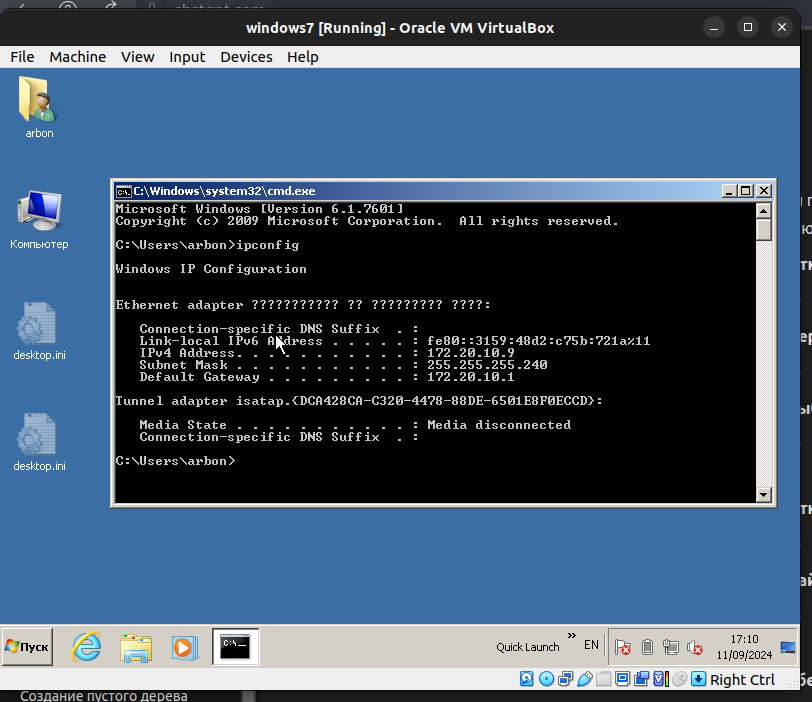 windows7 [Running] - Oracle VM VirtualBox
File Machine View Input Devices Help
arbon
Компьютер
desktop.ini
desktop.ini
C:\Windows\system32\cmd.exe
Microsoft Windows [Version 6.1.7601]
Copyright (c) 2009 Microsoft Corporation. All rights reserved.
C:\Users\arbon>ipconfig
Windows IP Configuration
Ethernet adapter ??????????? ?? ????????? ????:
Connection-specific DNS Suffix . :
Link-local IPv6 Address . . . . . : fe80::3159:48d2:c75b:721a%11
IPv4 Address. . . . . . . . . . . : 172.20.10.9
Subnet Mask . . . . . . . . . . . : 255.255.255.240
Default Gateway . . . . . . . . . : 172.20.10.1
Tunnel adapter isatap.{DCA428CA-C320-4478-88DE-6501E8F0ECCD}:
Media State . . . . . . . . . . . : Media disconnected
Connection-specific DNS Suffix . :
C:\Users\arbon>
Пуск
Quick Launch
»
EN
17:10
11/09/2024
Right Ctrl
Создание пустого дерева